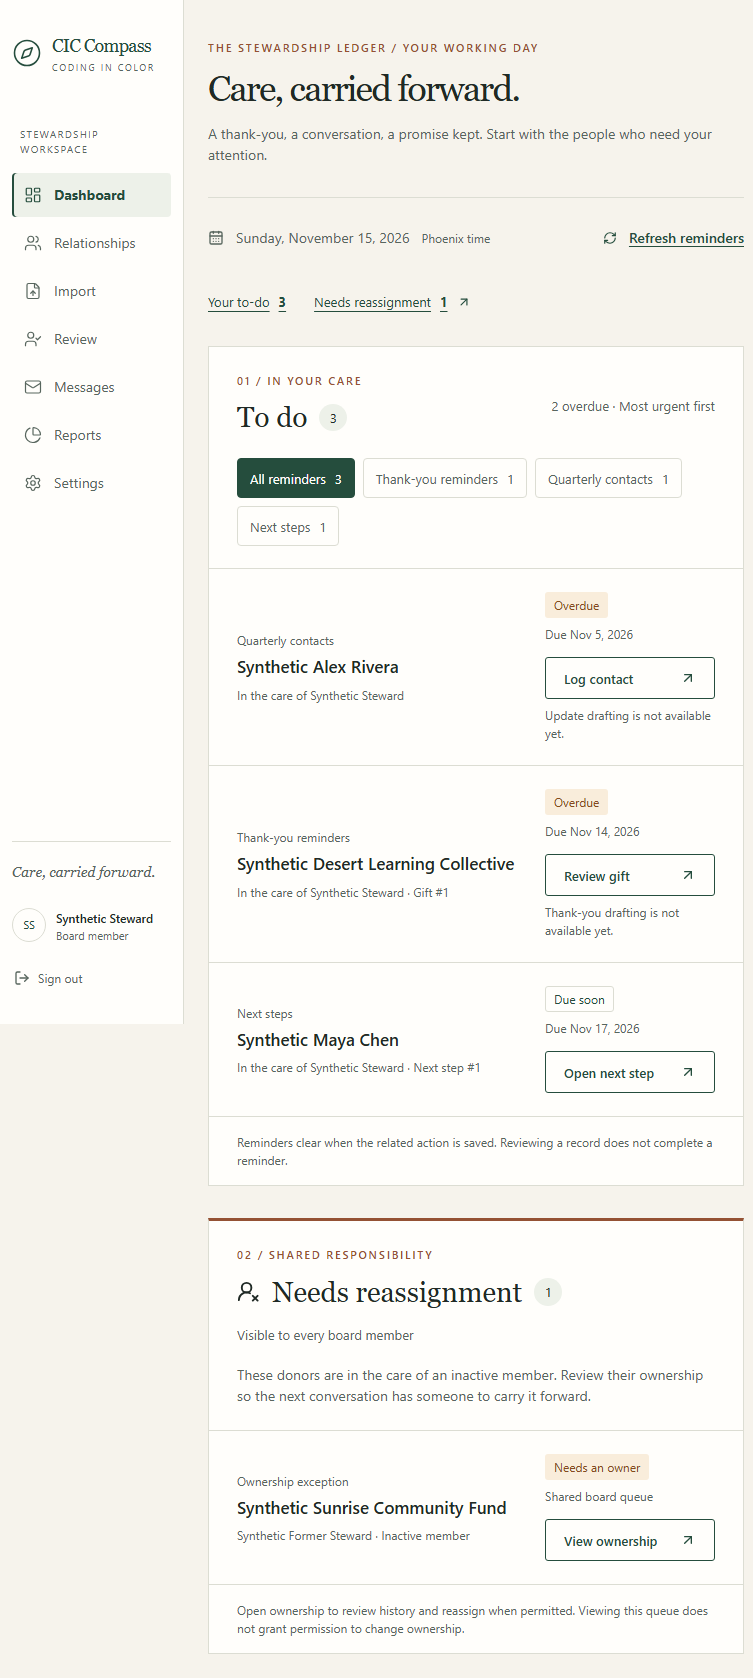 CIC Compass
CODING IN COLOR
STEWARDSHIP
WORKSPACE
Dashboard
Relationships
Import
Review
Messages
Reports
Settings
Care, carried forward.
SS
Synthetic Steward
Board member
Sign out
THE STEWARDSHIP LEDGER / YOUR WORKING DAY
Care, carried forward.
A thank-you, a conversation, a promise kept. Start with the people who need your
attention.
Sunday, November 15, 2026 Phoenix time
Refresh reminders
Your to-do 3 Needs reassignment 1
01 / IN YOUR CARE
To do 3
2 overdue · Most urgent first
All reminders 3 Thank-you reminders 1 Quarterly contacts 1
Next steps 1
Quarterly contacts
Synthetic Alex Rivera
In the care of Synthetic Steward
Overdue
Due Nov 5, 2026
Log contact
Update drafting is not available
yet.
Thank-you reminders
Synthetic Desert Learning Collective
In the care of Synthetic Steward · Gift #1
Overdue
Due Nov 14, 2026
Review gift
Thank-you drafting is not
available yet.
Next steps
Synthetic Maya Chen
In the care of Synthetic Steward · Next step #1
Due soon
Due Nov 17, 2026
Open next step
Reminders clear when the related action is saved. Reviewing a record does not complete a
reminder.
02 / SHARED RESPONSIBILITY
Needs reassignment 1
Visible to every board member
These donors are in the care of an inactive member. Review their ownership
so the next conversation has someone to carry it forward.
Ownership exception
Synthetic Sunrise Community Fund
Synthetic Former Steward · Inactive member
Needs an owner
Shared board queue
View ownership
Open ownership to review history and reassign when permitted. Viewing this queue does
not grant permission to change ownership.